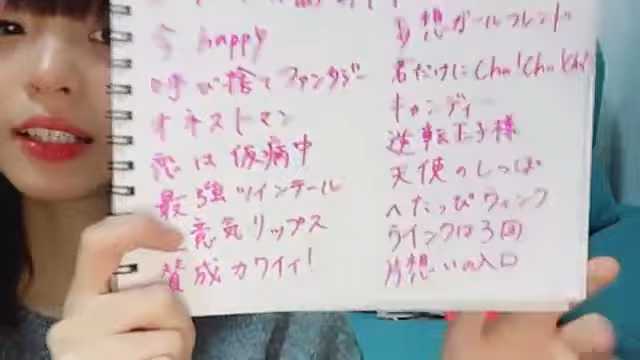 今 happy
呼び捨てファンタジー
オネストマン
恋は仮病中
最強ツインテール
意気リップス
賛成カワイイ!
妄想ガールフレンド
君だけにChu!Chu!Chu!
キャンディー
逆転王子様
天使のしっぽ
へたっぴウィンク
ウインクは3回
片想いの入口